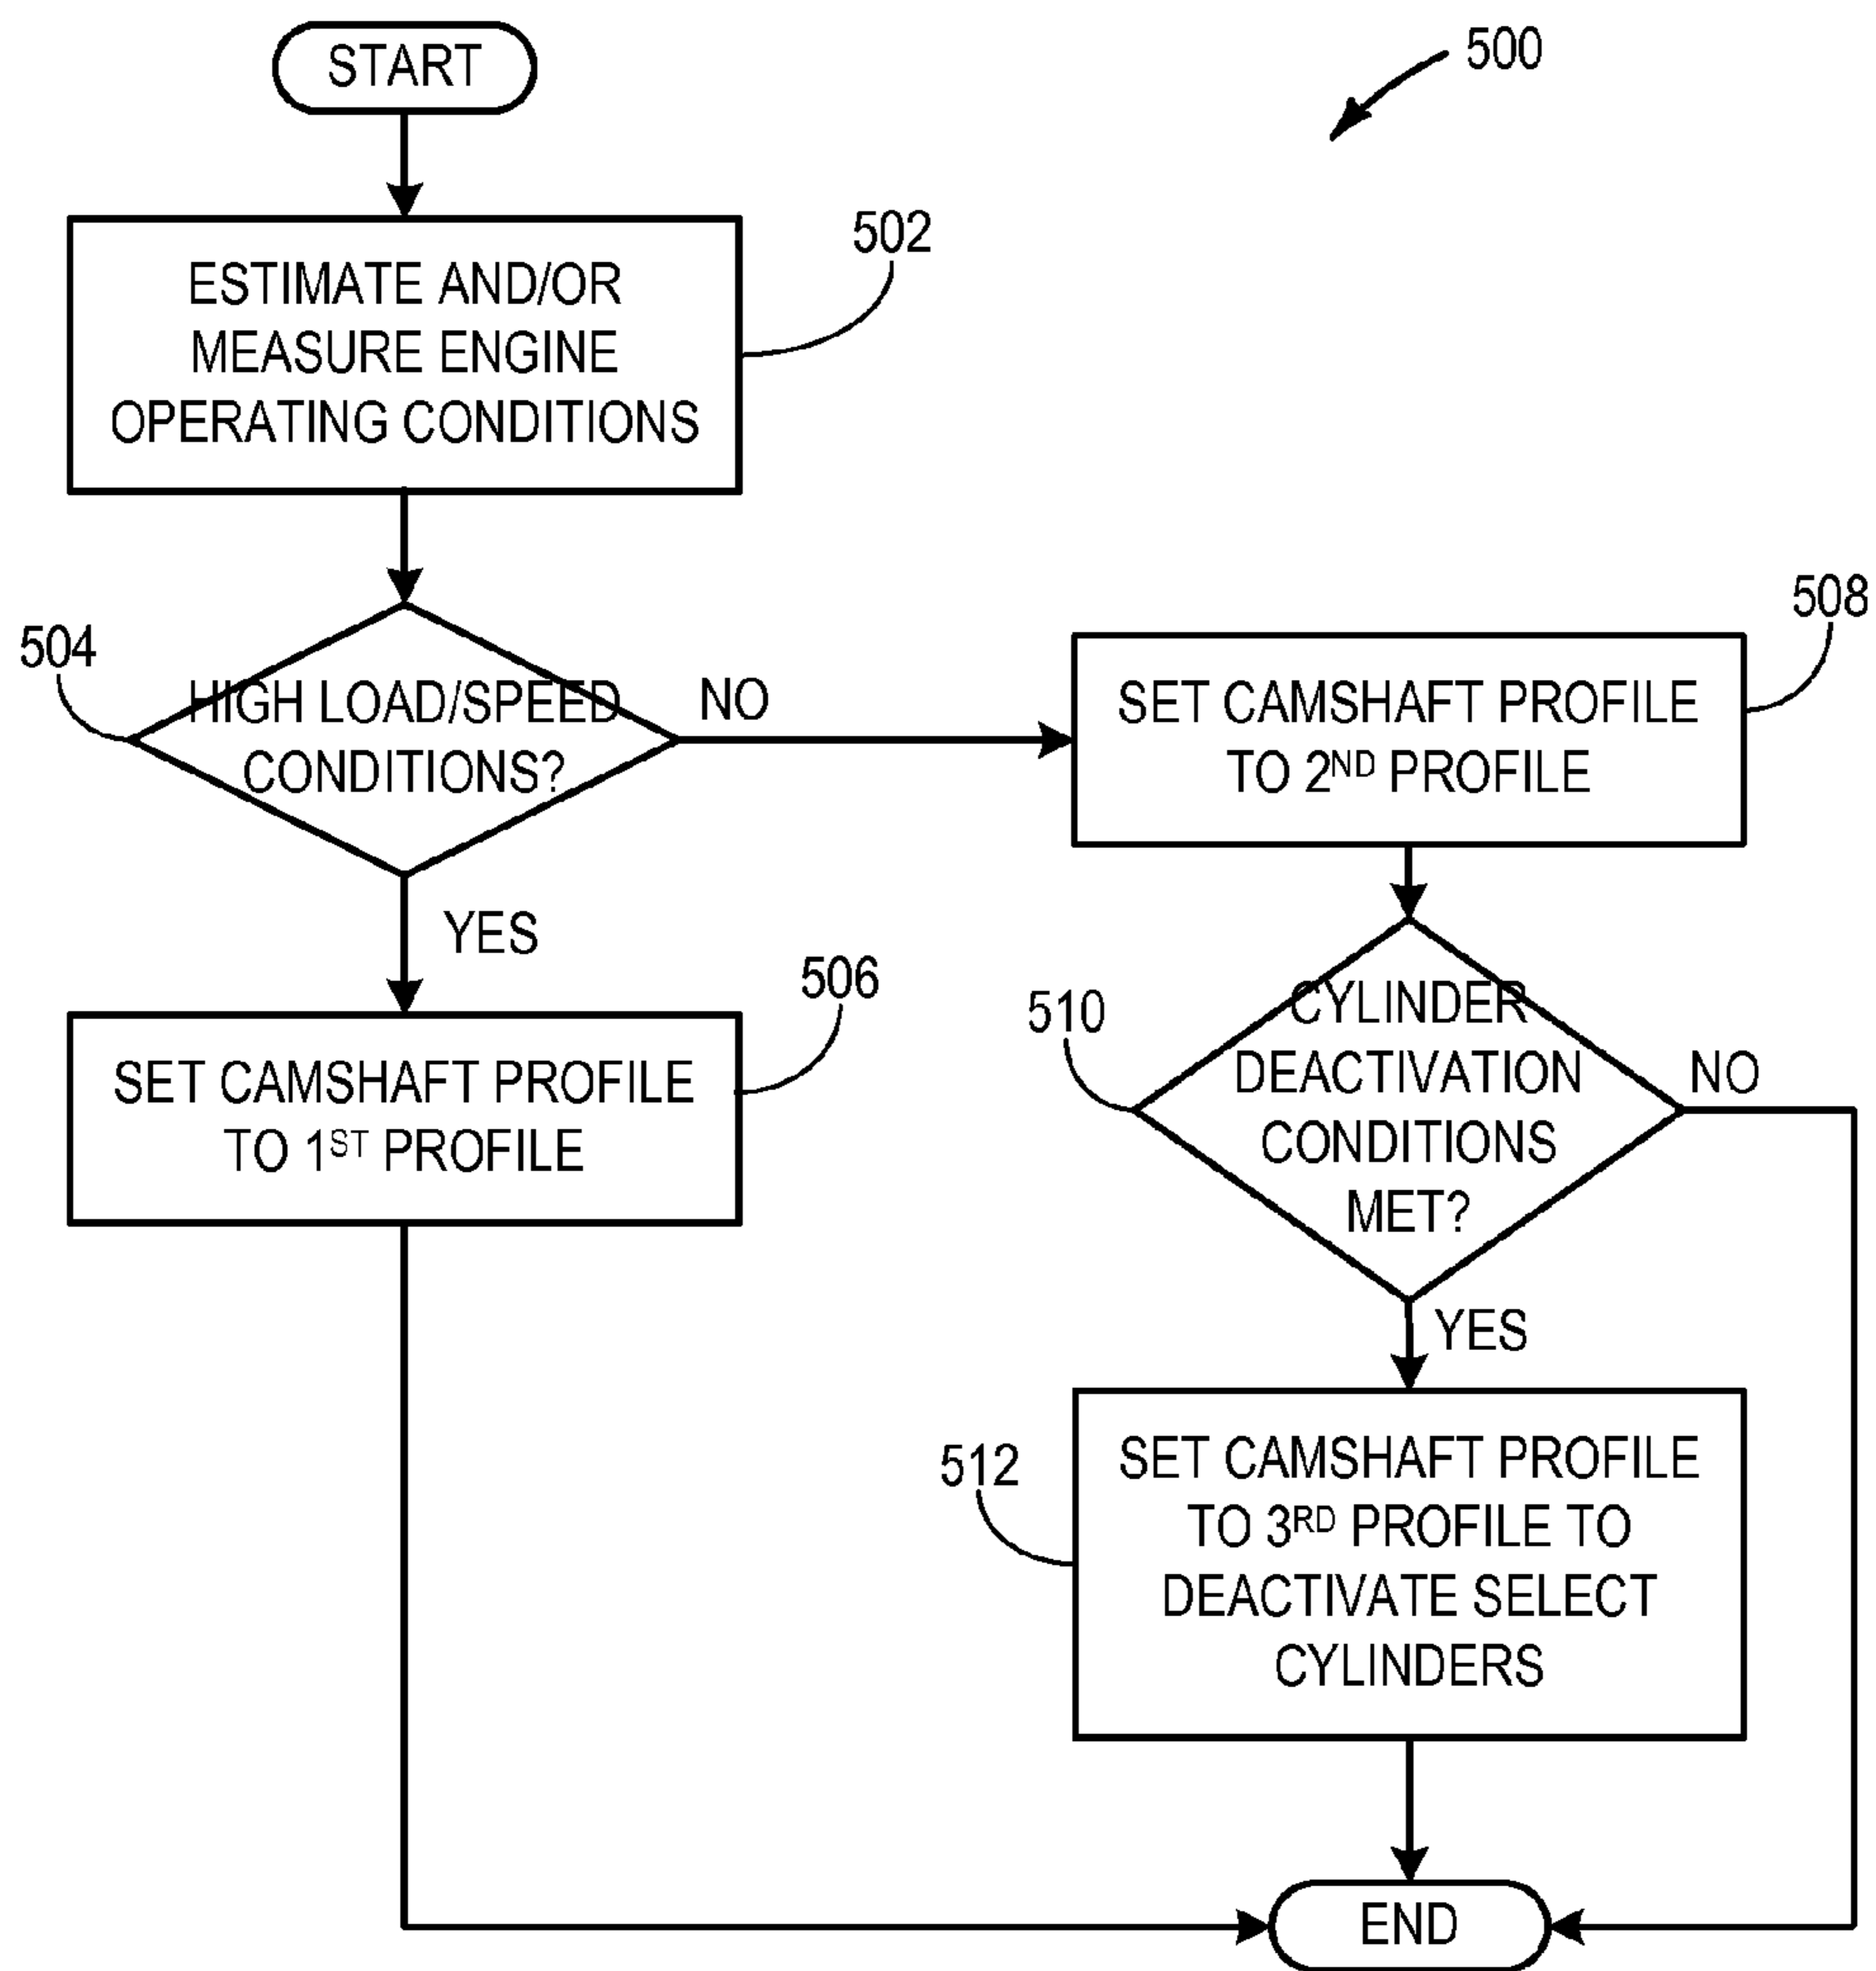 START
500
502
ESTIMATE AND/OR
MEASURE ENGINE
OPERATING CONDITIONS
504
HIGH LOAD/SPEED
CONDITIONS?
NO
YES
508
SET CAMSHAFT PROFILE
TO 2ND PROFILE
506
SET CAMSHAFT PROFILE
TO 1ST PROFILE
510
CYLINDER
DEACTIVATION
CONDITIONS
MET?
NO
YES
512
SET CAMSHAFT PROFILE
TO 3RD PROFILE TO
DEACTIVATE SELECT
CYLINDERS
END